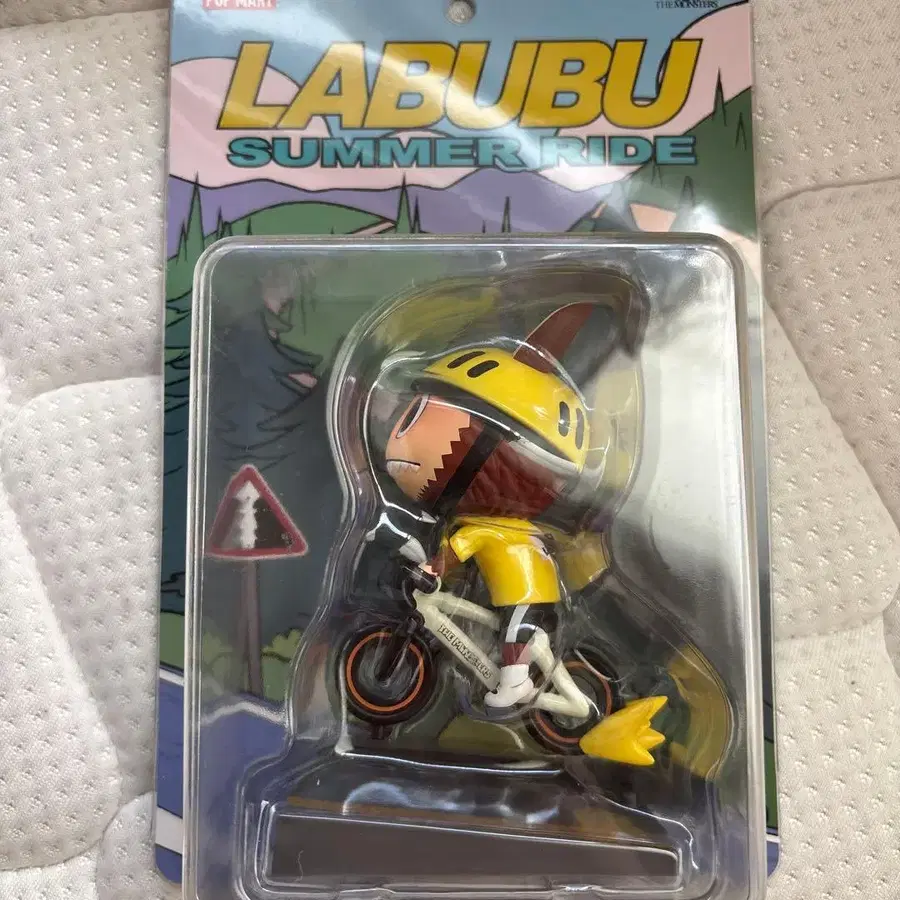 POP MART
THE MONSTERS
LABUBU
SUMMER RIDE
THE MONSTERS